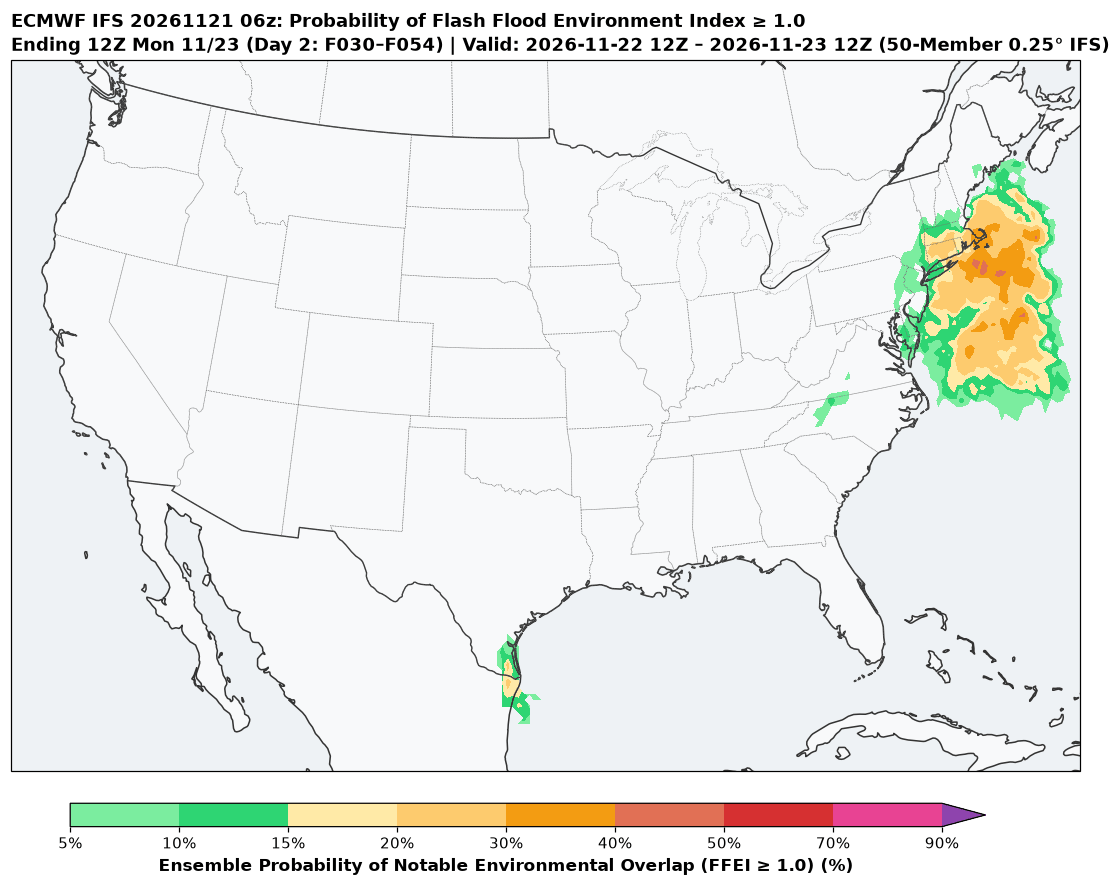 ECMWF IFS 20261121 06z: Probability of Flash Flood Environment Index ≥ 1.0
Ending 12Z Mon 11/23 (Day 2: F030–F054) | Valid: 2026-11-22 12Z – 2026-11-23 12Z (50-Member 0.25° IFS)
5% 10% 15% 20% 30% 40% 50% 70% 90%
Ensemble Probability of Notable Environmental Overlap (FFEI ≥ 1.0) (%)